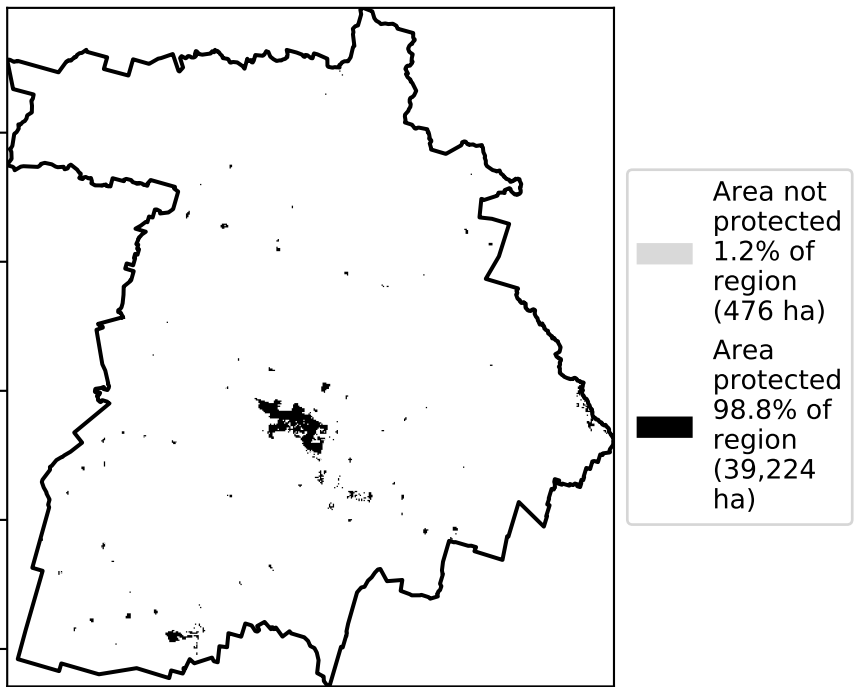 Area not
protected
1.2% of
region
(476 ha)
Area
protected
98.8% of
region
(39,224
ha)